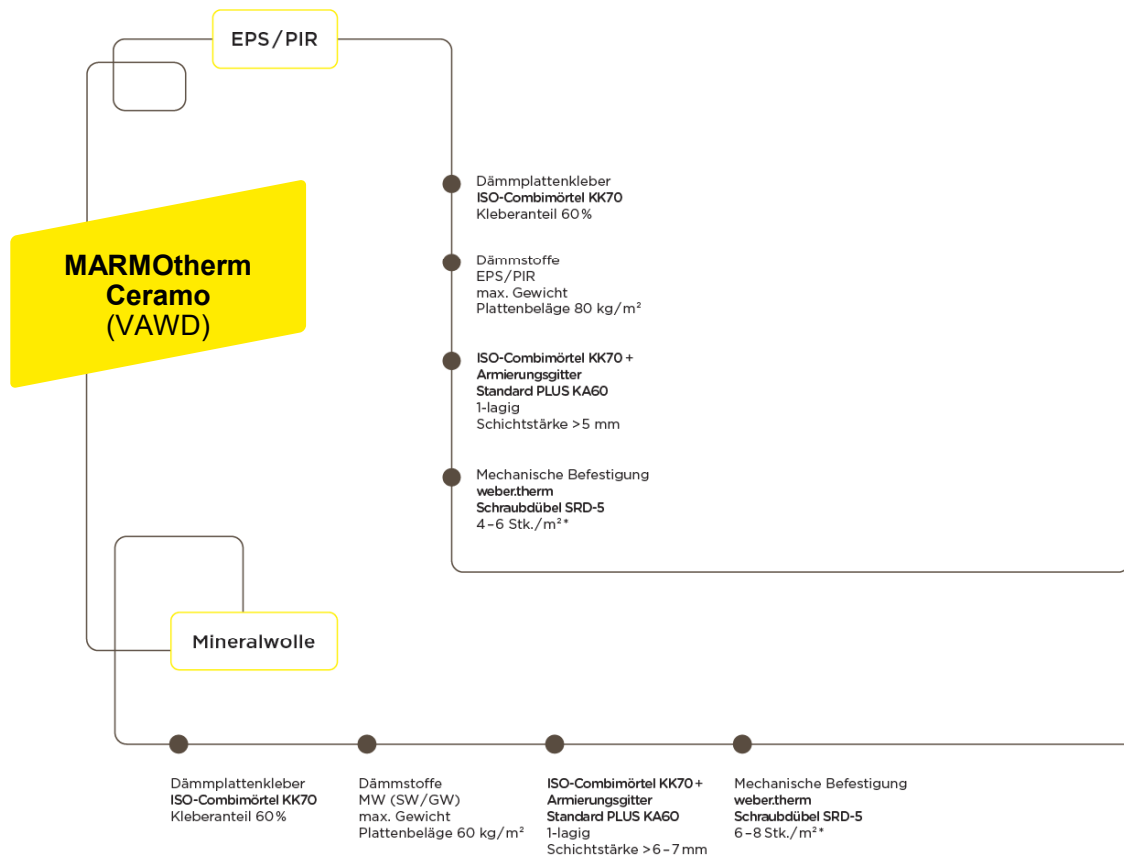 EPS/PIR
MARMOtherm
Ceramo
(VAWD)
Dämmplattenkleber
ISO-Combimörtel KK70
Kleberanteil 60%
Dämmstoffe
EPS/PIR
max. Gewicht
Plattenbeläge 80 kg/m²
ISO-Combimörtel KK70 +
Armierungsgitter
Standard PLUS KA60
1-lagig
Schichtstärke >5 mm
Mechanische Befestigung
weber.therm
Schraubdübel SRD-5
4–6 Stk./m²*
Mineralwolle
Dämmplattenkleber
ISO-Combimörtel KK70
Kleberanteil 60%
Dämmstoffe
MW (SW/GW)
max. Gewicht
Plattenbeläge 60 kg/m²
ISO-Combimörtel KK70 +
Armierungsgitter
Standard PLUS KA60
1-lagig
Schichtstärke >6–7 mm
Mechanische Befestigung
weber.therm
Schraubdübel SRD-5
6–8 Stk./m²*